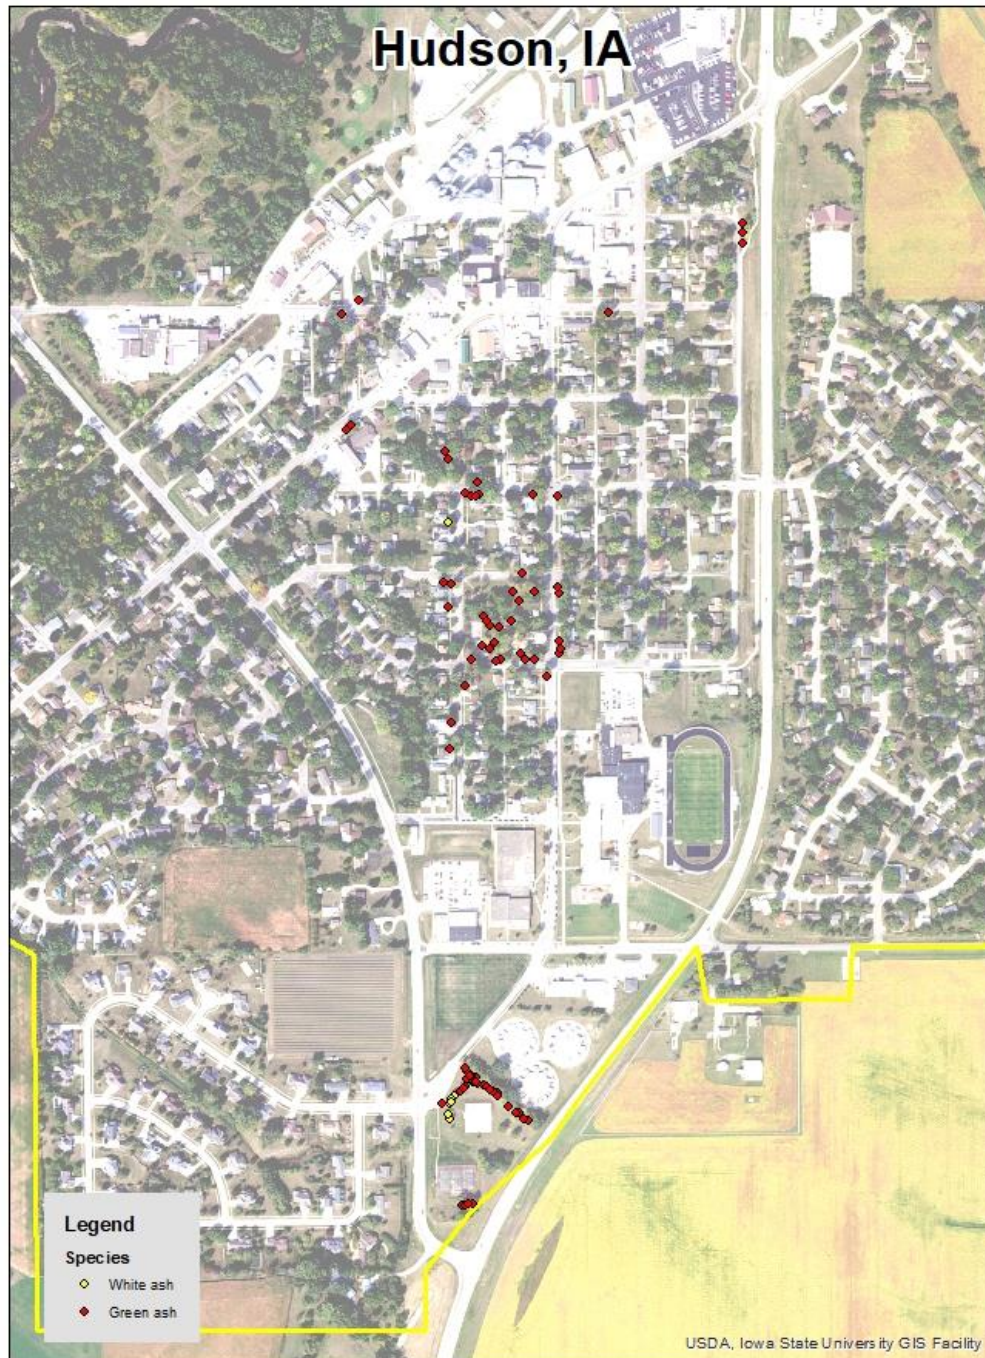 Hudson, IA
Legend
Species
White ash
Green ash
USDA, Iowa State University GIS Facility